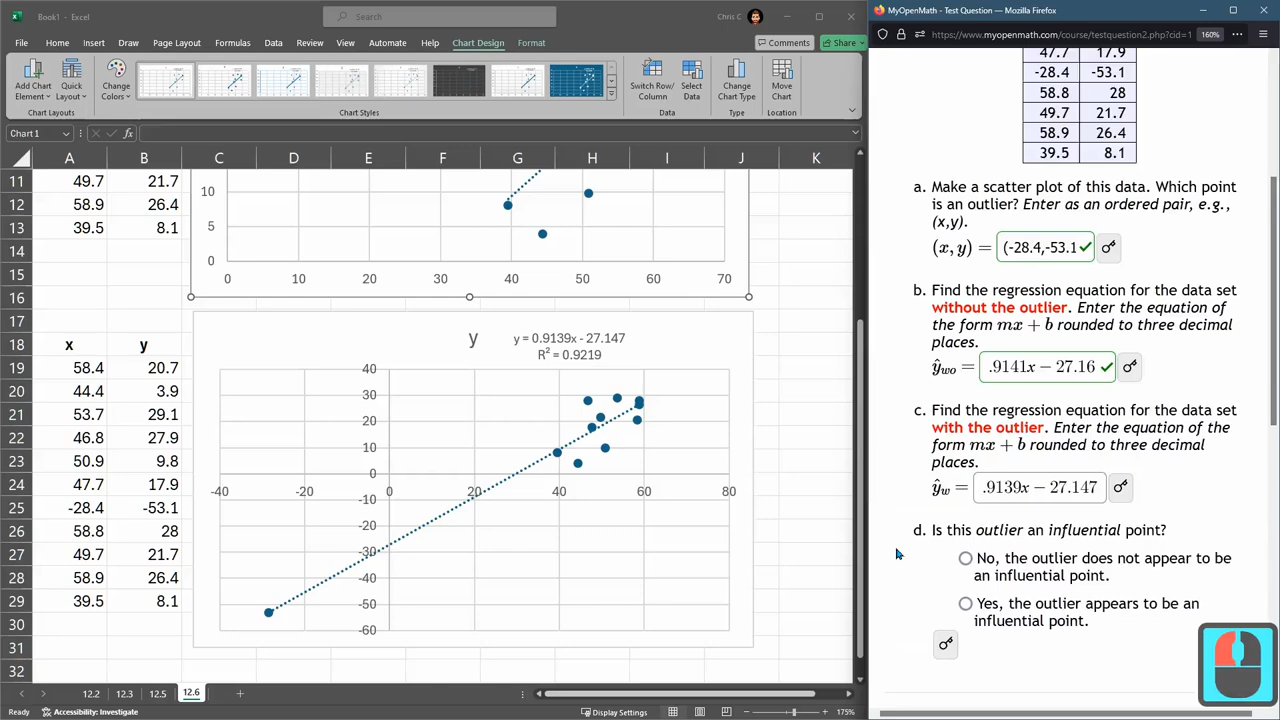 Book1 - Excel
Search
Chris C
File Home Insert Draw Page Layout Formulas Data Review View Automate Help Chart Design Format
Comments Share
Add Chart Element
Quick Layout
Change Colors
Switch Row/ Column
Select Data
Change Chart Type
Move Chart
Chart Layouts
Chart Styles
Data
Type
Location
Chart 1
fx
A B C D E F G H I J K
11 49.7 21.7
12 58.9 26.4
13 39.5 8.1
14
15
16
17
18 x y
19 58.4 20.7
20 44.4 3.9
21 53.7 29.1
22 46.8 27.9
23 50.9 9.8
24 47.7 17.9
25 -28.4 -53.1
26 58.8 28
27 49.7 21.7
28 58.9 26.4
29 39.5 8.1
30
31
32
10
5
0
0 10 20 30 40 50 60 70
y
y = 0.9139x - 27.147
R² = 0.9219
40
30
20
10
0
-10
-20
-30
-40
-50
-60
-40 -20 0 20 40 60 80
12.2 12.3 12.5 12.6
Ready
Accessibility: Investigate
Display Settings
175%
MyOpenMath - Test Question — Mozilla Firefox
https://www.myopenmath.com/course/testquestion2.php?cid=1
160%
47.7 17.9
-28.4 -53.1
58.8 28
49.7 21.7
58.9 26.4
39.5 8.1
a. Make a scatter plot of this data. Which point
is an outlier? Enter as an ordered pair, e.g.,
(x,y).
(x, y) = (-28.4,-53.1
b. Find the regression equation for the data set
without the outlier. Enter the equation of
the form mx + b rounded to three decimal
places.
ŷwo = .9141x − 27.16
c. Find the regression equation for the data set
with the outlier. Enter the equation of the
form mx + b rounded to three decimal
places.
ŷw = .9139x − 27.147
d. Is this outlier an influential point?
No, the outlier does not appear to be
an influential point.
Yes, the outlier appears to be an
influential point.